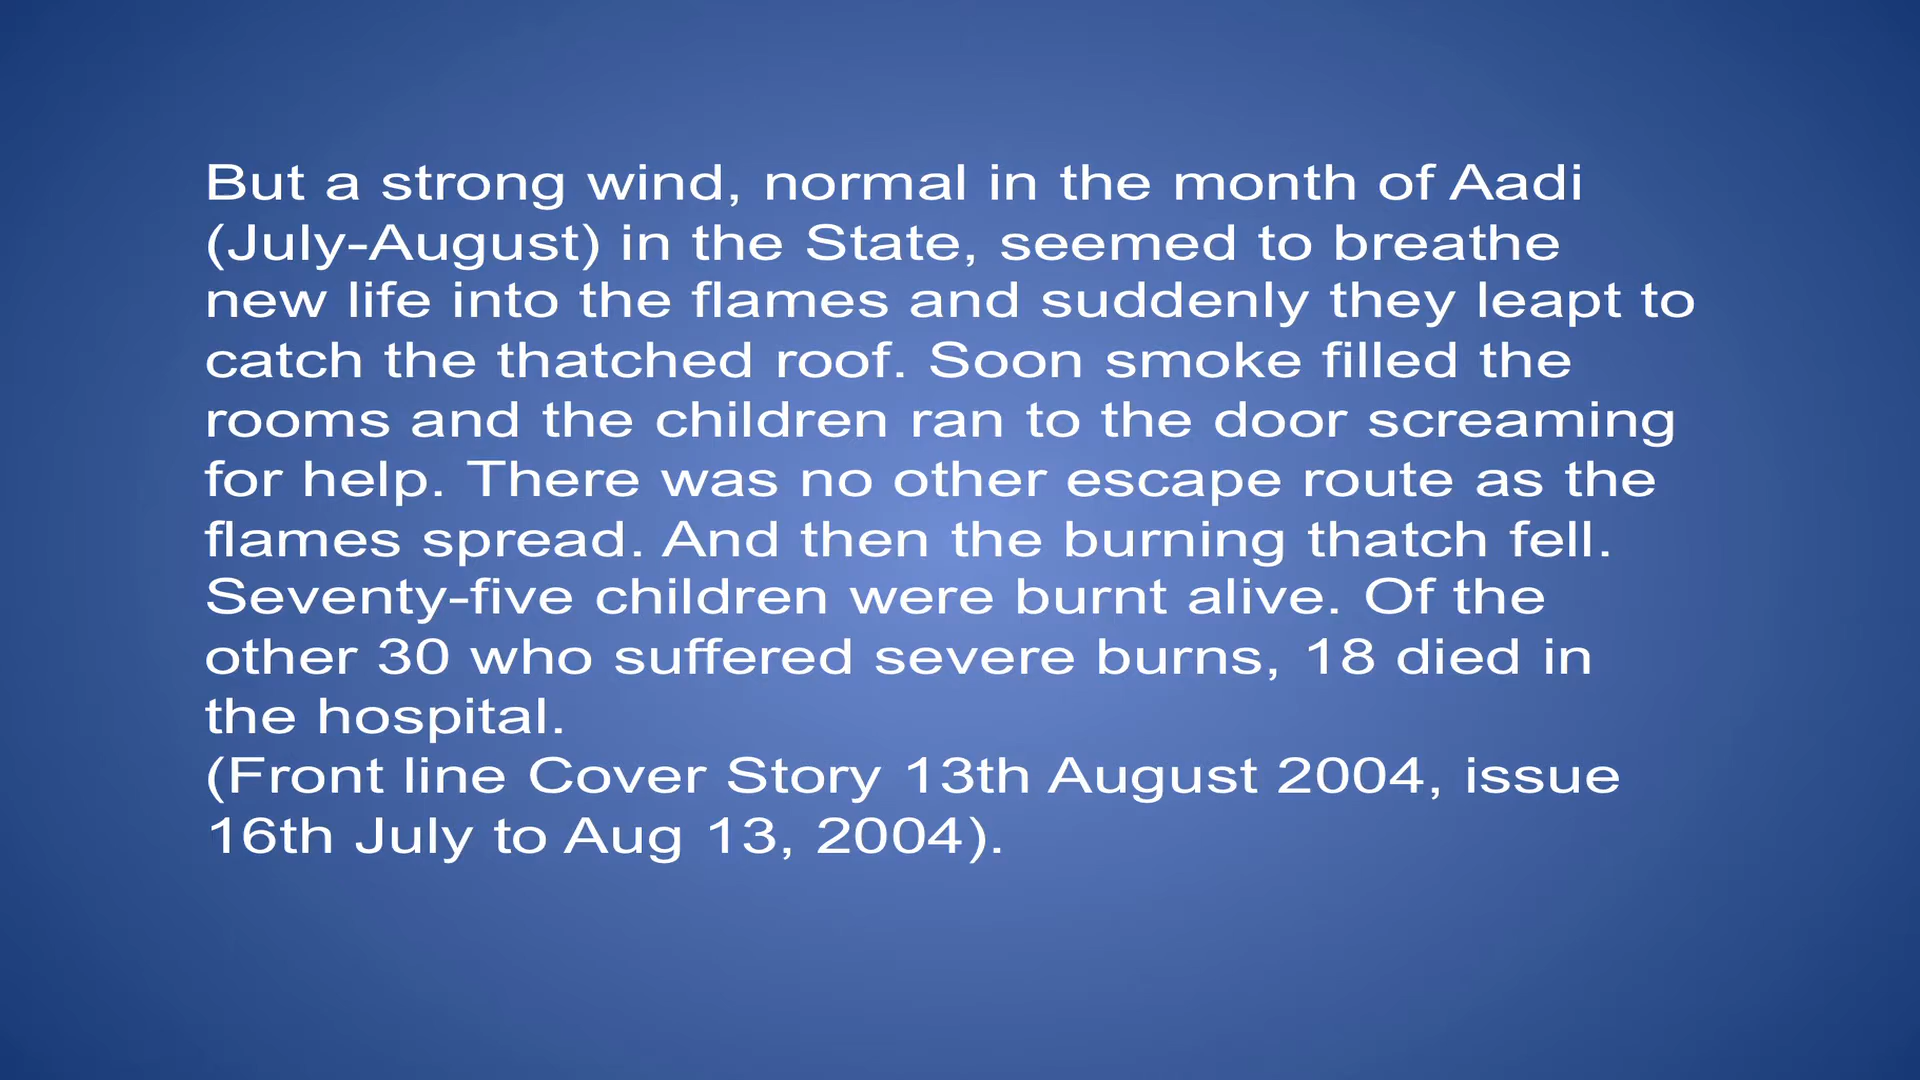 But a strong wind, normal in the month of Aadi
(July-August) in the State, seemed to breathe
new life into the flames and suddenly they leapt to
catch the thatched roof. Soon smoke filled the
rooms and the children ran to the door screaming
for help. There was no other escape route as the
flames spread. And then the burning thatch fell.
Seventy-five children were burnt alive. Of the
other 30 who suffered severe burns, 18 died in
the hospital.
(Front line Cover Story 13th August 2004, issue
16th July to Aug 13, 2004).